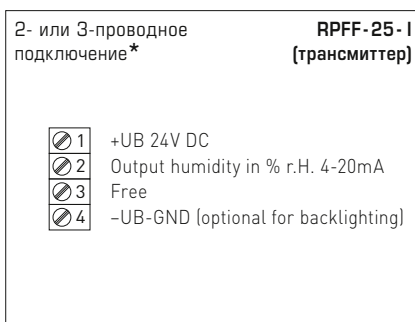 2- или 3-проводное
подключение*
RPFF-25-I
(трансмиттер)
1 +UB 24V DC
2 Output humidity in % r.H. 4-20mA
3 Free
4 –UB-GND (optional for backlighting)